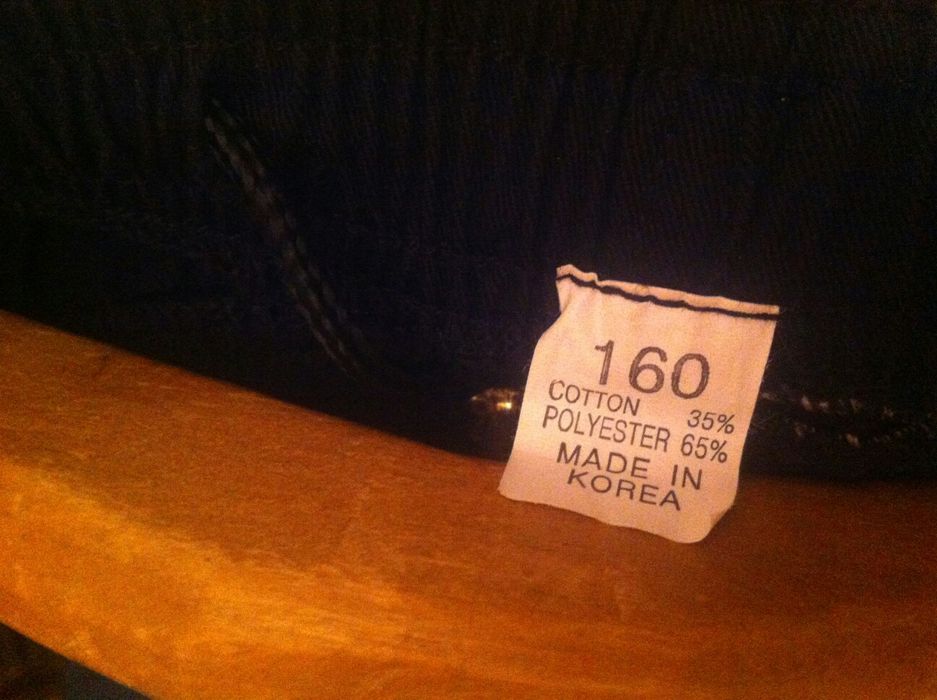 160
COTTON 35%
POLYESTER 65%
MADE IN
KOREA